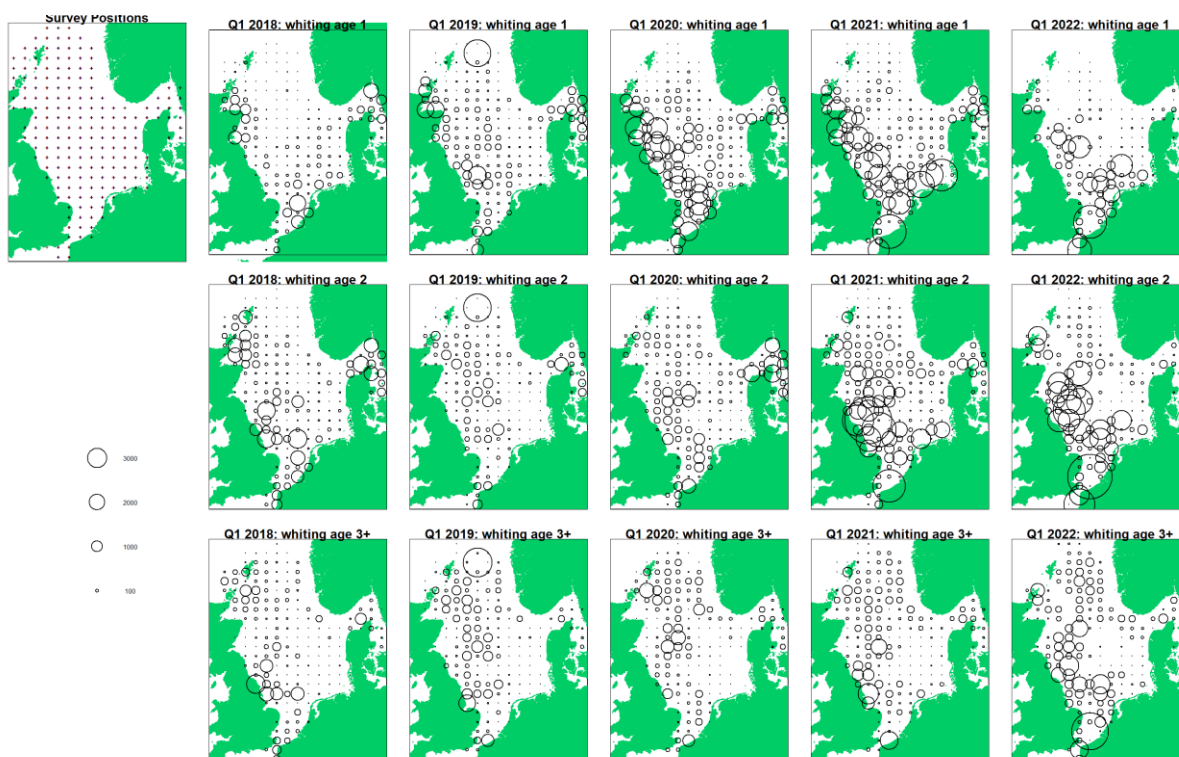 Survey Positions
Q1 2018: whiting age 1
Q1 2019: whiting age 1
Q1 2020: whiting age 1
Q1 2021: whiting age 1
Q1 2022: whiting age 1
Q1 2018: whiting age 2
Q1 2019: whiting age 2
Q1 2020: whiting age 2
Q1 2021: whiting age 2
Q1 2022: whiting age 2
3000
2000
Q1 2018: whiting age 3+
Q1 2019: whiting age 3+
Q1 2020: whiting age 3+
Q1 2021: whiting age 3+
Q1 2022: whiting age 3+
1000
100